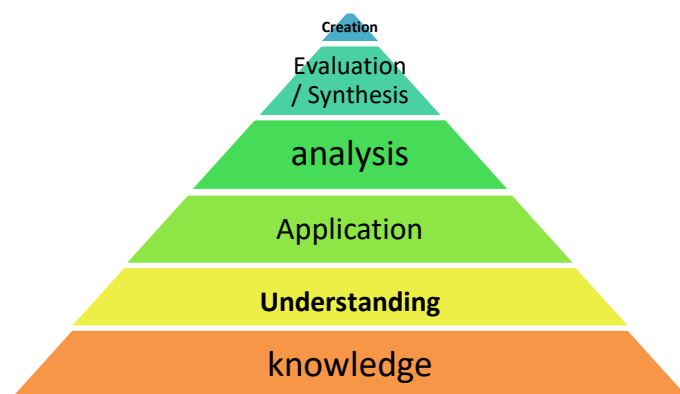 Creation
Evaluation
/ Synthesis
analysis
Application
Understanding
knowledge